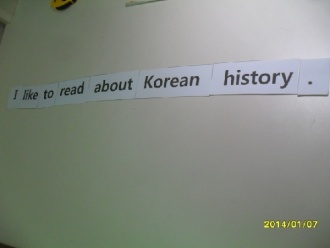 I like to read about Korean history .
2014/01/07